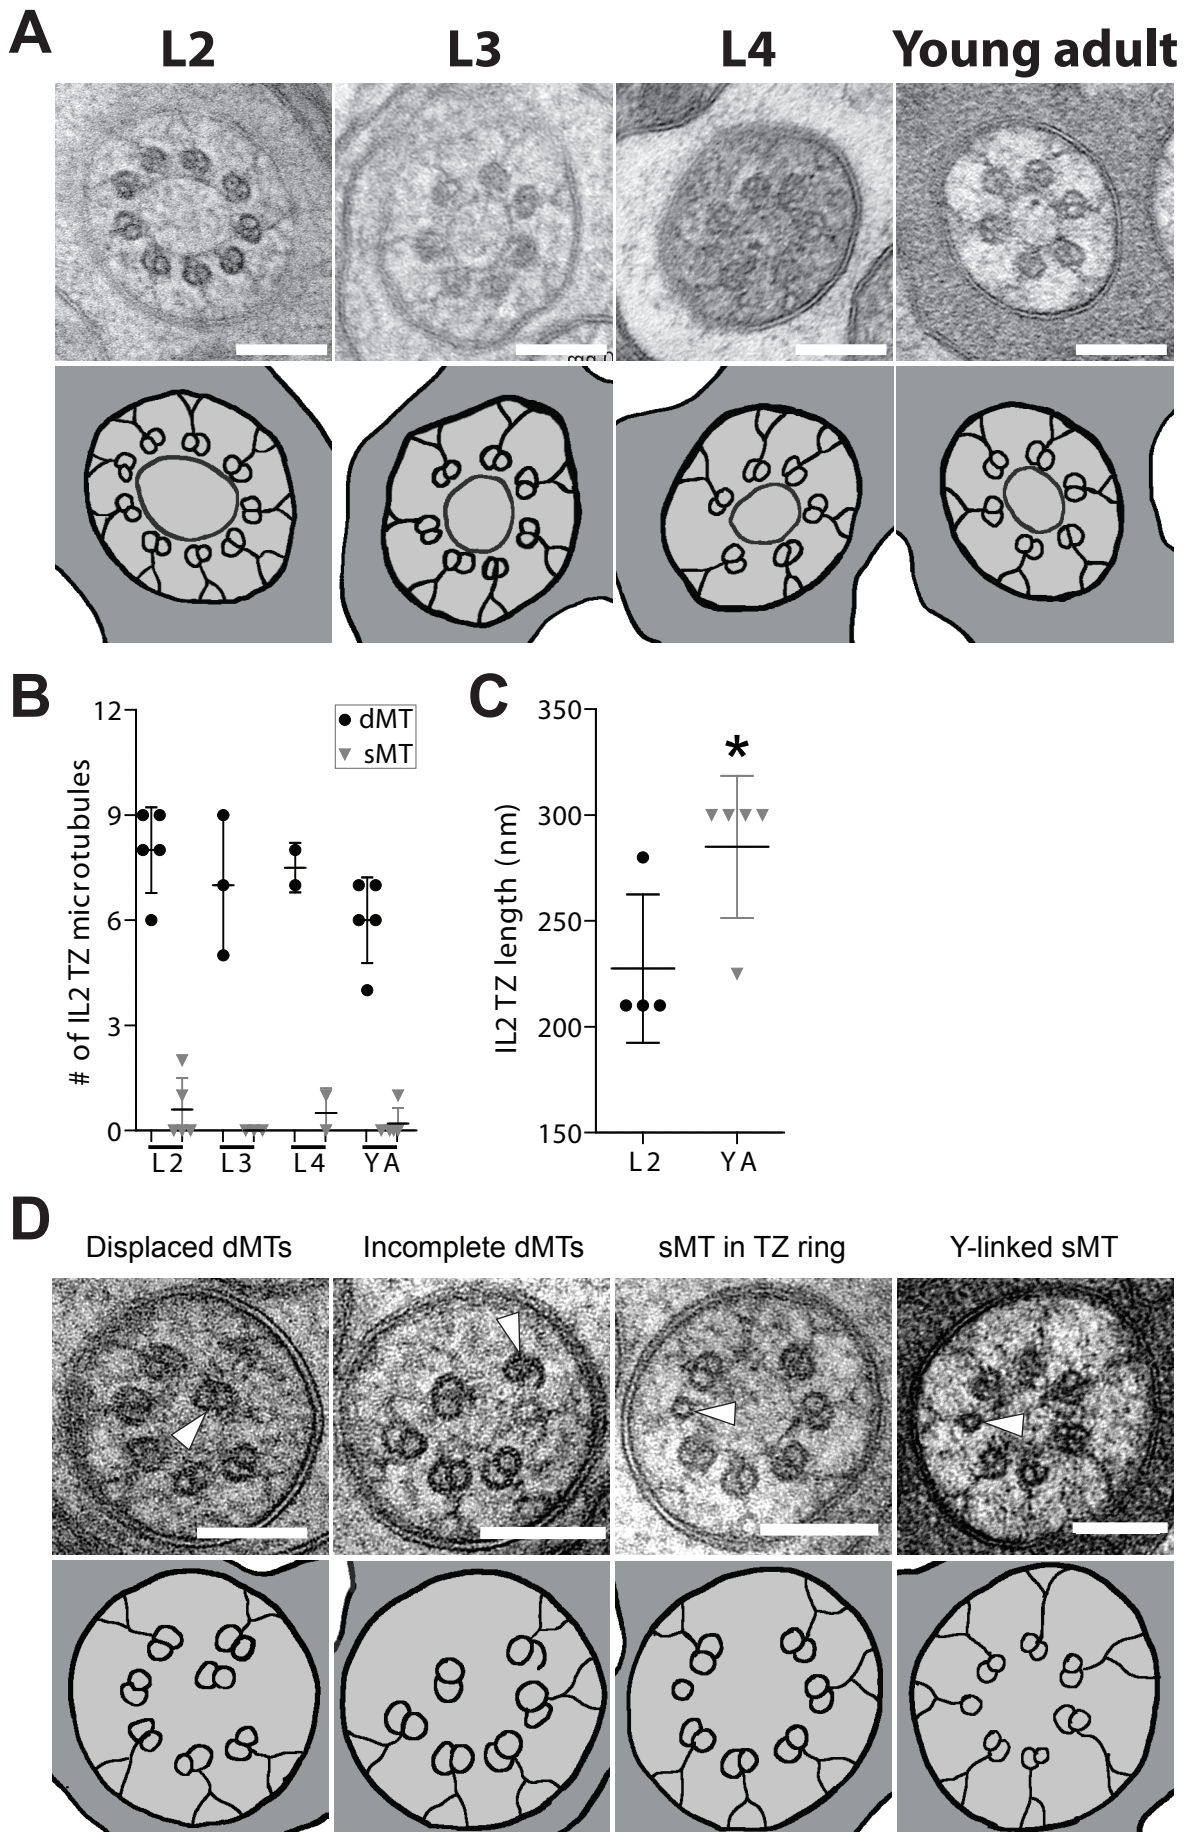 A
L2 L3 L4 Young adult
B
12
9
6
3
0
# of IL2 TZ microtubules
dMT
sMT
L2 L3 L4 YA
C
350
300
250
200
150
IL2 TZ length (nm)
*
L2 YA
D
Displaced dMTs Incomplete dMTs sMT in TZ ring Y-linked sMT